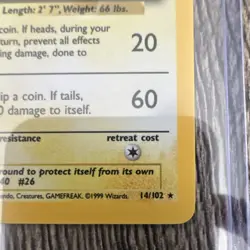 Length: 2' 7", Weight: 66 lbs.
coin. If heads, during your
turn, prevent all effects
ing damage, done to
20
ip a coin. If tails,
0 damage to itself.
60
resistance retreat cost
round to protect itself from its own
60 #26
ndo, Creatures, GAMEFREAK. ©1999 Wizards. 14/102 ★